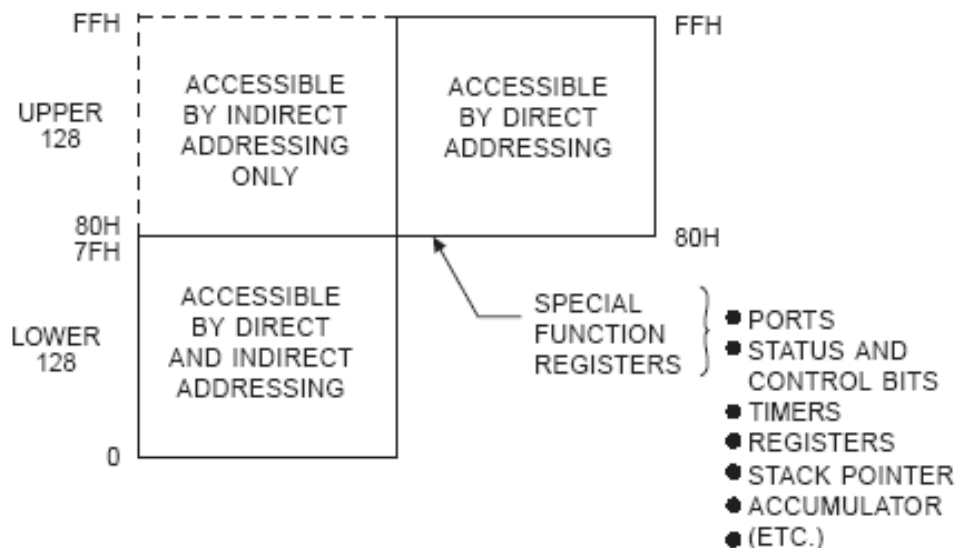 FFH
FFH
UPPER
128
ACCESSIBLE
BY INDIRECT
ADDRESSING
ONLY
ACCESSIBLE
BY DIRECT
ADDRESSING
80H
7FH
80H
LOWER
128
ACCESSIBLE
BY DIRECT
AND INDIRECT
ADDRESSING
0
SPECIAL
FUNCTION
REGISTERS
● PORTS
● STATUS AND
CONTROL BITS
● TIMERS
● REGISTERS
● STACK POINTER
● ACCUMULATOR
● (ETC.)